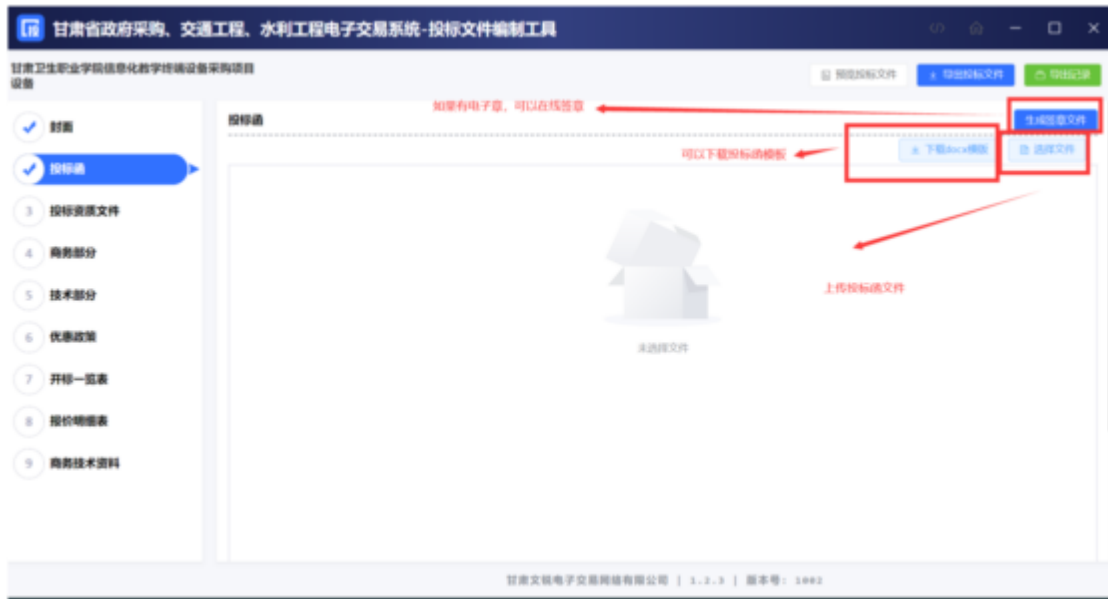 甘肃省政府采购、交通工程、水利工程电子交易系统-投标文件编制工具
甘肃卫生职业学院信息化教学终端设备采购项目
设备
预览投标文件
导出投标文件
导出记录
封面
投标函
如果有电子章，可以在线签章
生成签章文件
投标函
可以下载投标函模板
下载docx模版
选择文件
3 投标资质文件
4 商务部分
5 技术部分
上传投标函文件
6 优惠政策
未选择文件
7 开标一览表
8 报价明细表
9 商务技术资料
甘肃文锐电子交易网络有限公司 | 1.2.3 | 版本号: 1002